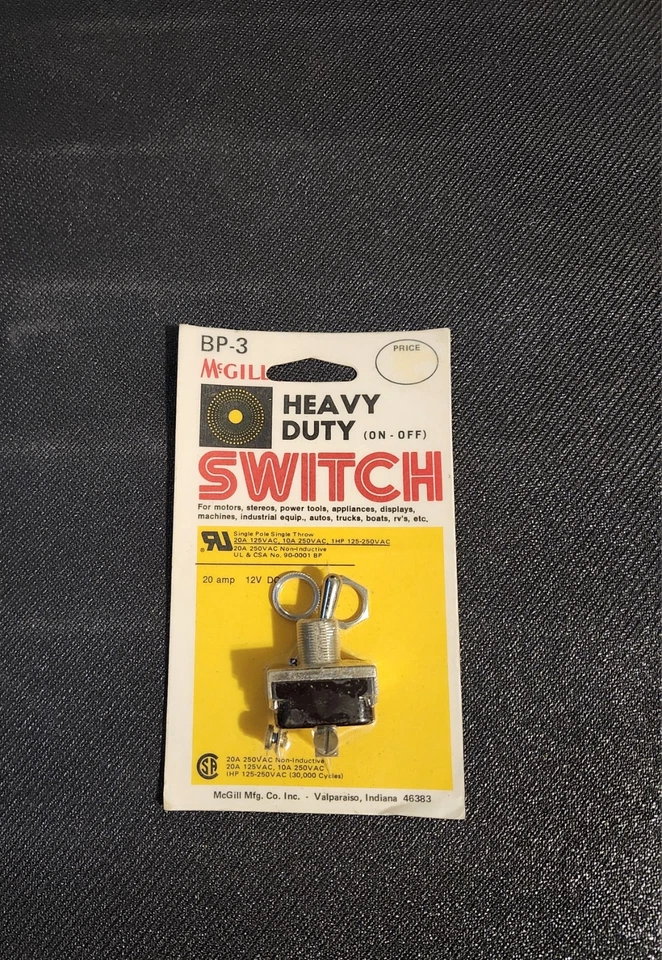 BP-3
PRICE
McGILL
HEAVY
DUTY (ON - OFF)
SWITCH
For motors, stereos, power tools, appliances, displays,
machines, industrial equip., autos, trucks, boats, rv's, etc.
Single Pole Single Throw
20A 125VAC, 10A 250VAC, 1HP 125-250VAC
20A 250VAC Non-Inductive
UL & CSA No. 90-0001 BP
20 amp 12V DC
20A 250VAC Non-Inductive
20A 125VAC, 10A 250VAC
1HP 125-250VAC (30,000 Cycles)
McGill Mfg. Co. Inc. - Valparaiso, Indiana 46383